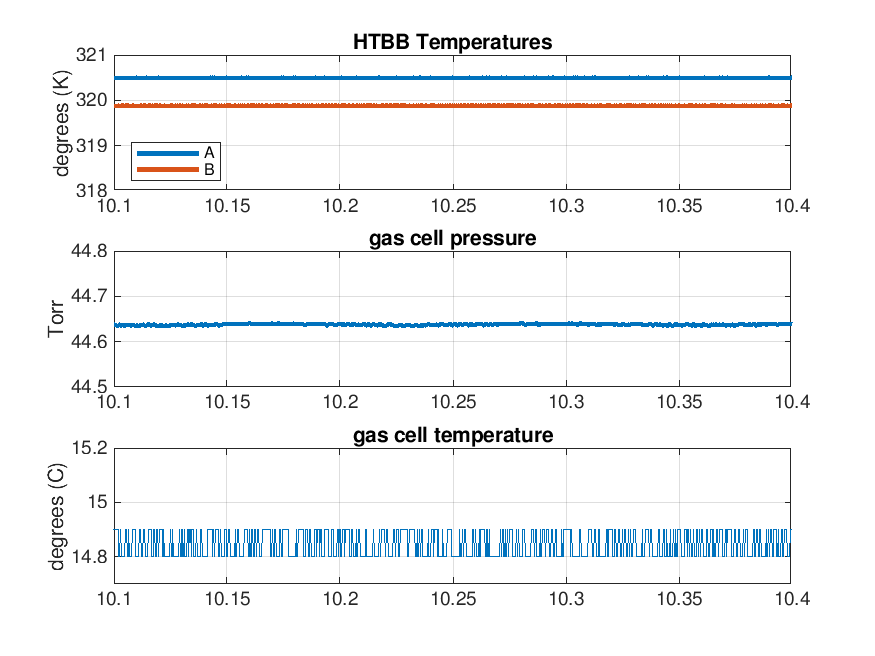 HTBB Temperatures
321
320
319
318
degrees (K)
A
B
10.1 10.15 10.2 10.25 10.3 10.35 10.4
gas cell pressure
44.8
44.7
44.6
44.5
Torr
10.1 10.15 10.2 10.25 10.3 10.35 10.4
gas cell temperature
15.2
15
14.8
degrees (C)
10.1 10.15 10.2 10.25 10.3 10.35 10.4